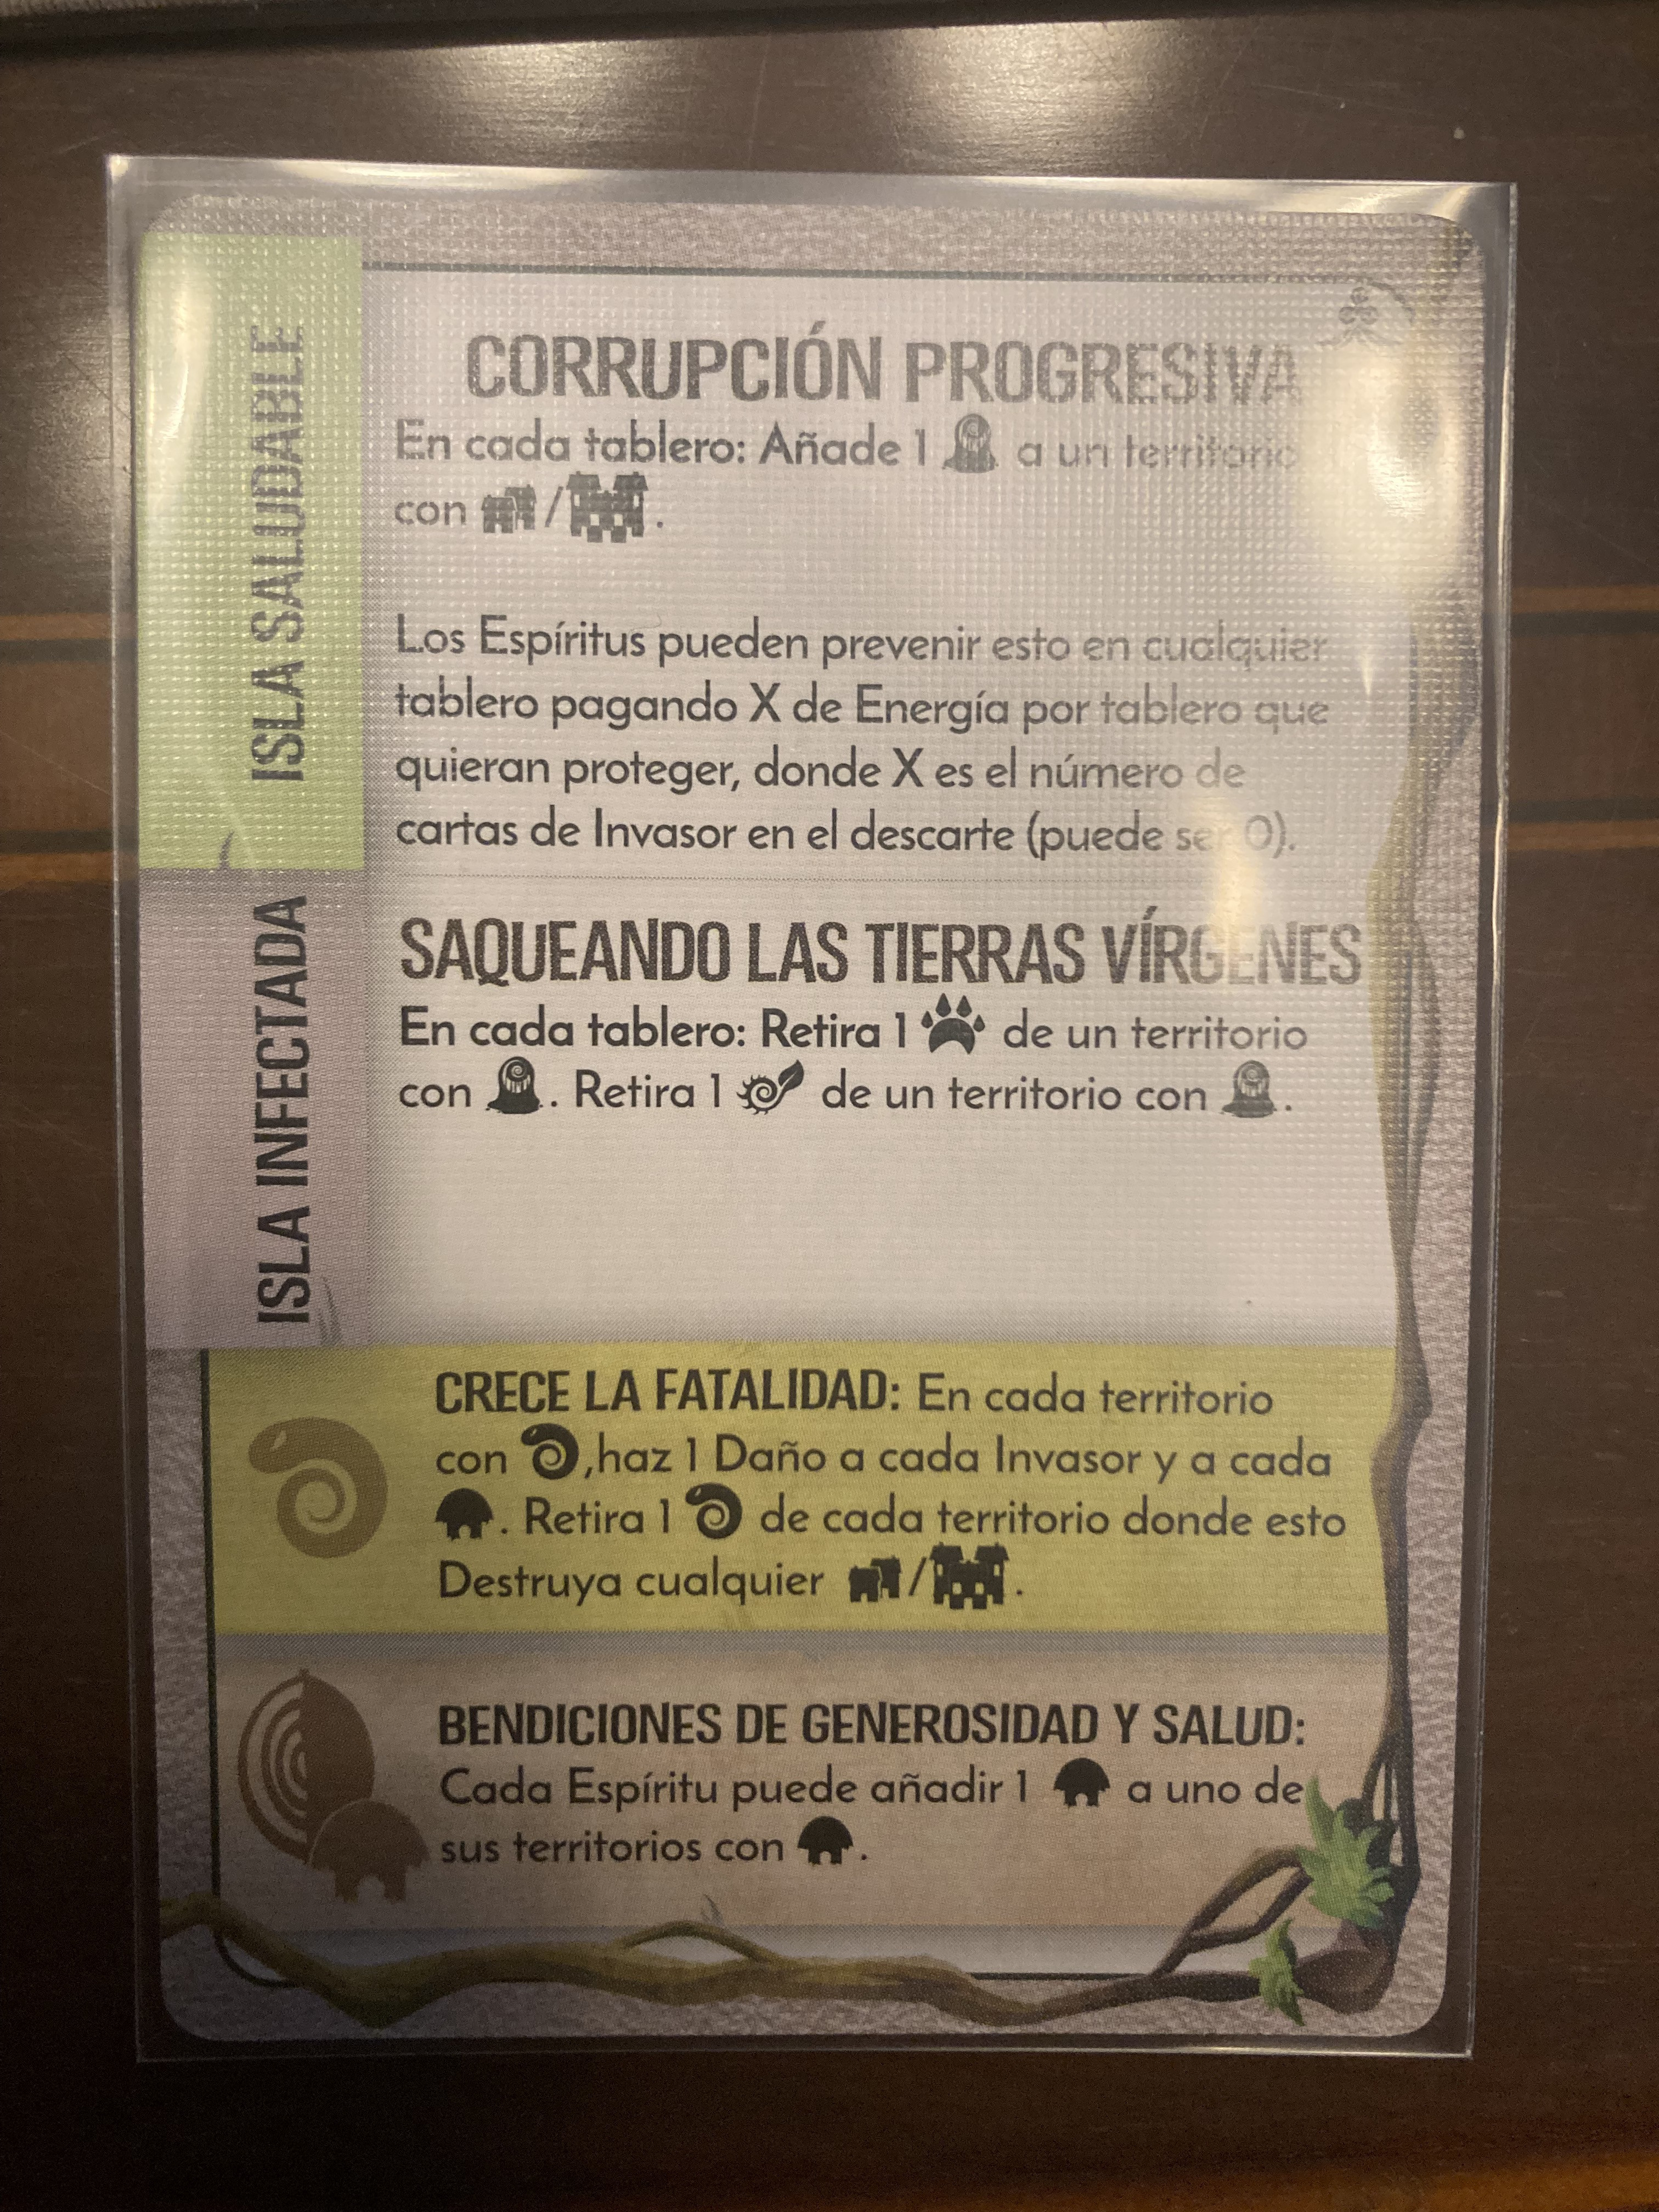 ISLA SALUDABLE
CORRUPCIÓN PROGRESIVA
En cada tablero: Añade 1 a un territorio
con / .
Los Espíritus pueden prevenir esto en cualquier
tablero pagando X de Energía por tablero que
quieran proteger, donde X es el número de
cartas de Invasor en el descarte (puede ser 0).
ISLA INFECTADA
SAQUEANDO LAS TIERRAS VÍRGENES
En cada tablero: Retira 1 de un territorio
con . Retira 1 de un territorio con .
CRECE LA FATALIDAD: En cada territorio
con ,haz 1 Daño a cada Invasor y a cada
. Retira 1 de cada territorio donde esto
Destruya cualquier / .
BENDICIONES DE GENEROSIDAD Y SALUD:
Cada Espíritu puede añadir 1 a uno de
sus territorios con .